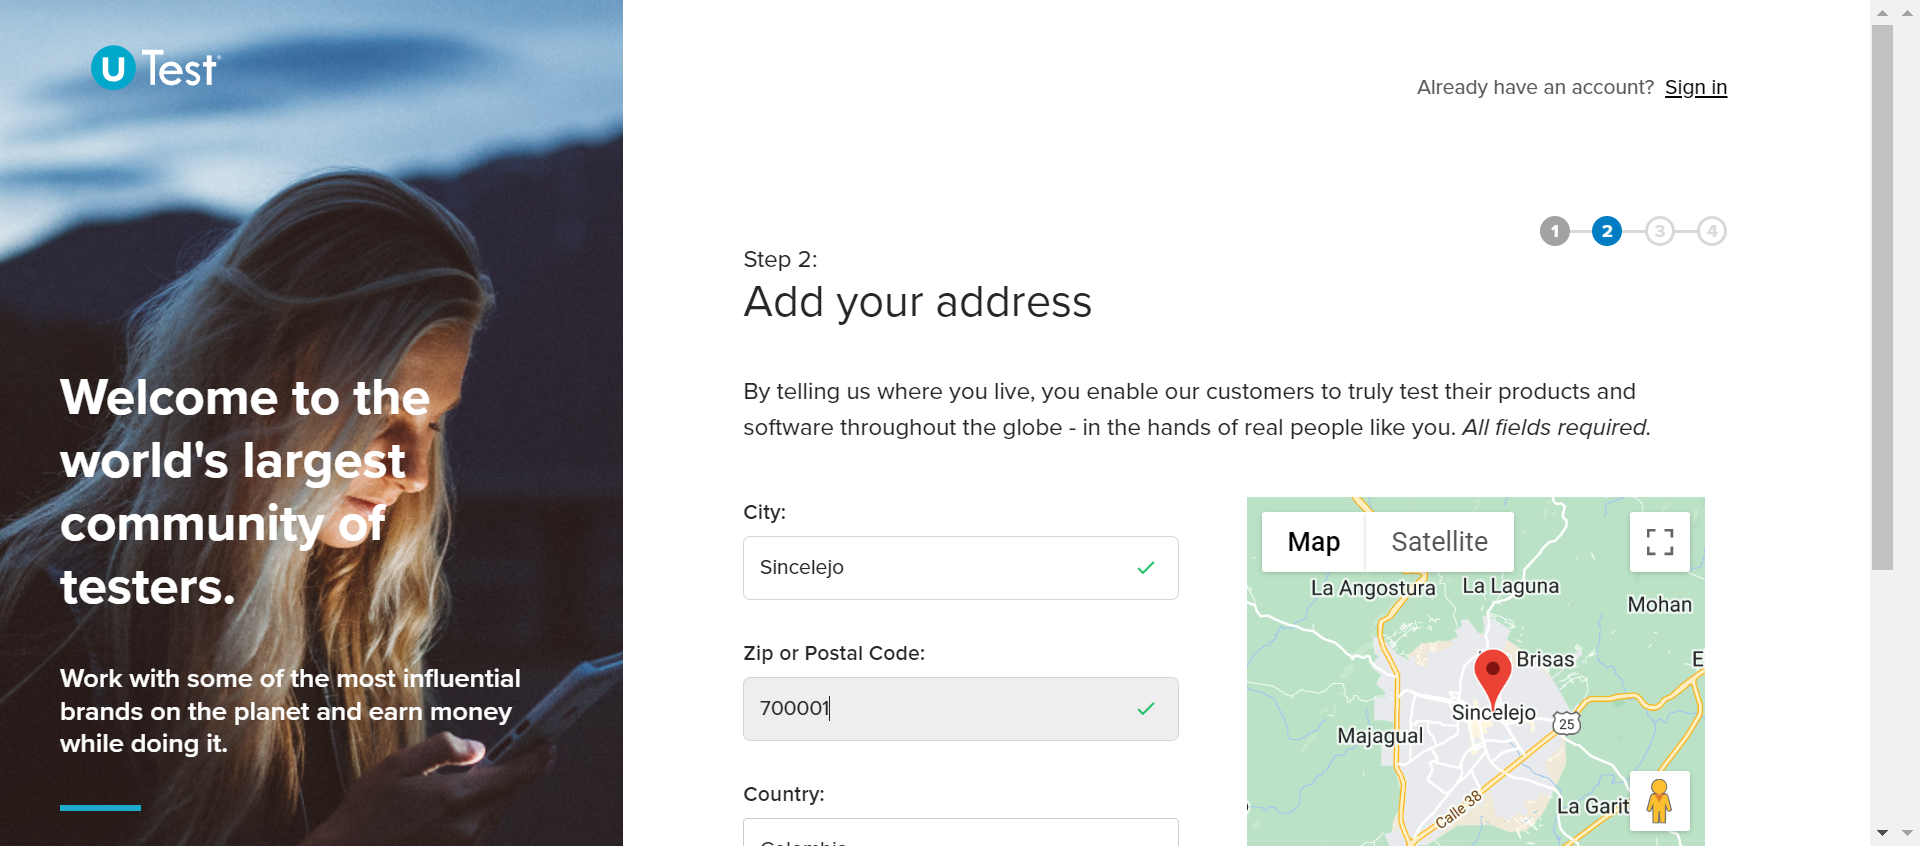 u Test
Already have an account? Sign in
1 2 3 4
Step 2:
Add your address
By telling us where you live, you enable our customers to truly test their products and
software throughout the globe - in the hands of real people like you. All fields required.
Welcome to the
world's largest
community of
testers.
Work with some of the most influential
brands on the planet and earn money
while doing it.
City:
Sincelejo
Zip or Postal Code:
700001
Country:
Colombia
Map Satellite
La Angostura
La Laguna
Mohan
Brisas
E
Sincelejo
25
Majagual
Calle 38
La Garit